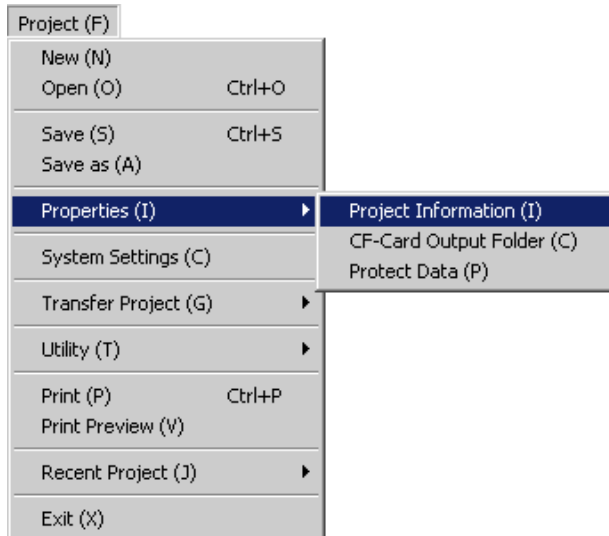 Project (F)
New (N)
Open (O) Ctrl+O
Save (S) Ctrl+S
Save as (A)
Properties (I)
Project Information (I)
CF-Card Output Folder (C)
Protect Data (P)
System Settings (C)
Transfer Project (G)
Utility (T)
Print (P) Ctrl+P
Print Preview (V)
Recent Project (J)
Exit (X)